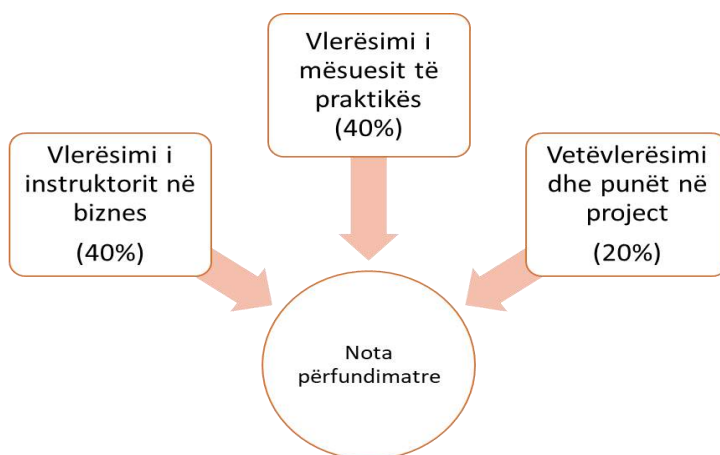 Vlerësimi i
instruktorit në
biznes
(40%)
Vlerësimi i
mësuesit të
praktikës
(40%)
Vetëvlerësimi
dhe punët në
project
(20%)
Nota
përfundimatre